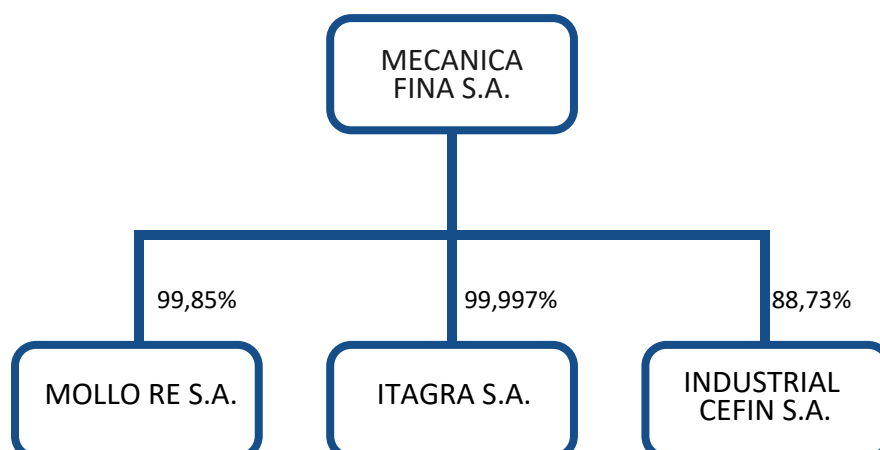 MECANICA
FINA S.A.
99,85%
99,997%
88,73%
MOLLO RE S.A.
ITAGRA S.A.
INDUSTRIAL
CEFIN S.A.